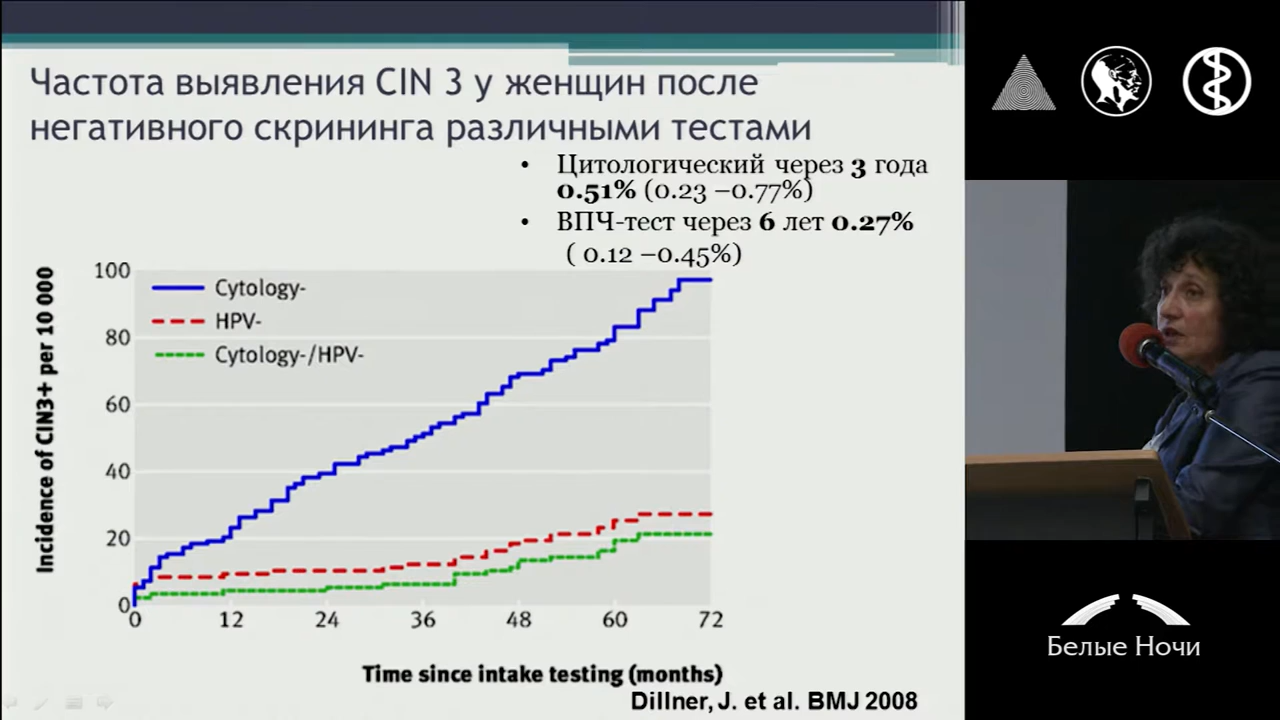 Частота выявления CIN 3 у женщин после
негативного скрининга различными тестами
• Цитологический через 3 года
0.51% (0.23 –0.77%)
• ВПЧ-тест через 6 лет 0.27%
( 0.12 –0.45%)
Incidence of CIN3+ per 10 000
100
80
60
40
20
0
Cytology-
HPV-
Cytology-/HPV-
0 12 24 36 48 60 72
Time since intake testing (months)
Dillner, J. et al. BMJ 2008
Белые Ночи